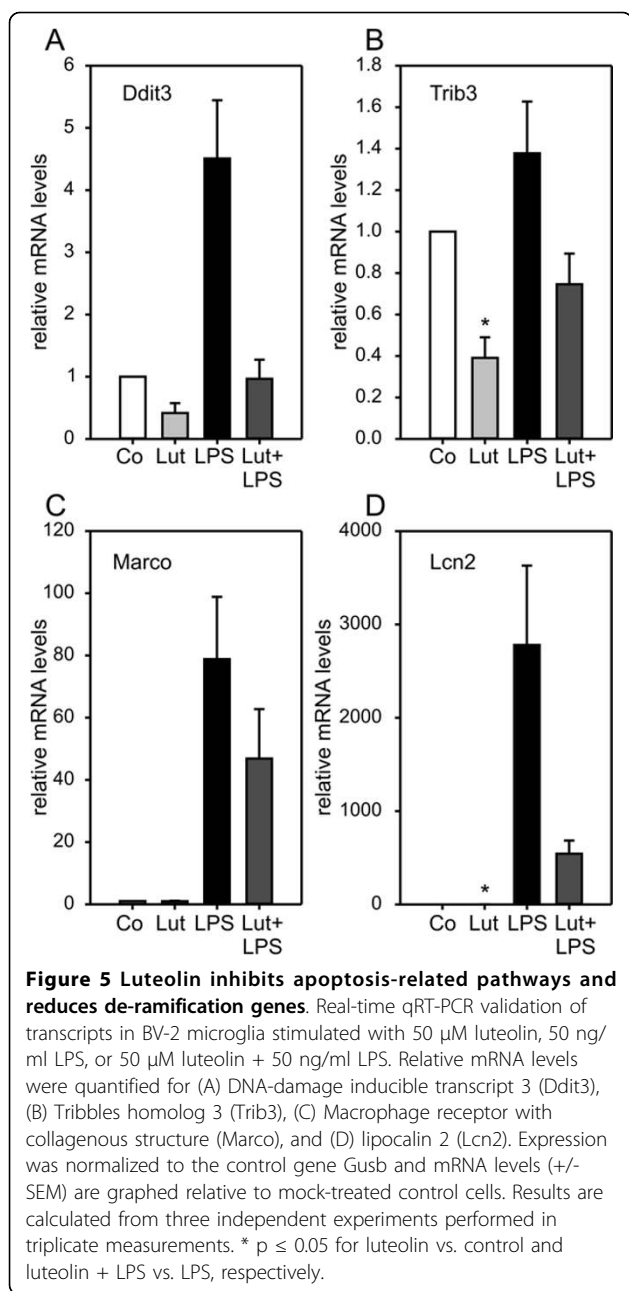 A
B
6
5
4
3
2
1
0
relative mRNA levels
Ddit3
Co Lut LPS Lut+
LPS
1.8
1.6
1.4
1.2
1.0
0.8
0.6
0.4
0.2
0.0
relative mRNA levels
Trib3
*
Co Lut LPS Lut+
LPS
C
D
120
100
80
60
40
20
0
relative mRNA levels
Marco
Co Lut LPS Lut+
LPS
4000
3000
2000
1000
0
relative mRNA levels
Lcn2
*
Co Lut LPS Lut+
LPS
Figure 5 Luteolin inhibits apoptosis-related pathways and
reduces de-ramification genes. Real-time qRT-PCR validation of
transcripts in BV-2 microglia stimulated with 50 μM luteolin, 50 ng/
ml LPS, or 50 μM luteolin + 50 ng/ml LPS. Relative mRNA levels
were quantified for (A) DNA-damage inducible transcript 3 (Ddit3),
(B) Tribbles homolog 3 (Trib3), (C) Macrophage receptor with
collagenous structure (Marco), and (D) lipocalin 2 (Lcn2). Expression
was normalized to the control gene Gusb and mRNA levels (+/-
SEM) are graphed relative to mock-treated control cells. Results are
calculated from three independent experiments performed in
triplicate measurements. * p ≤ 0.05 for luteolin vs. control and
luteolin + LPS vs. LPS, respectively.